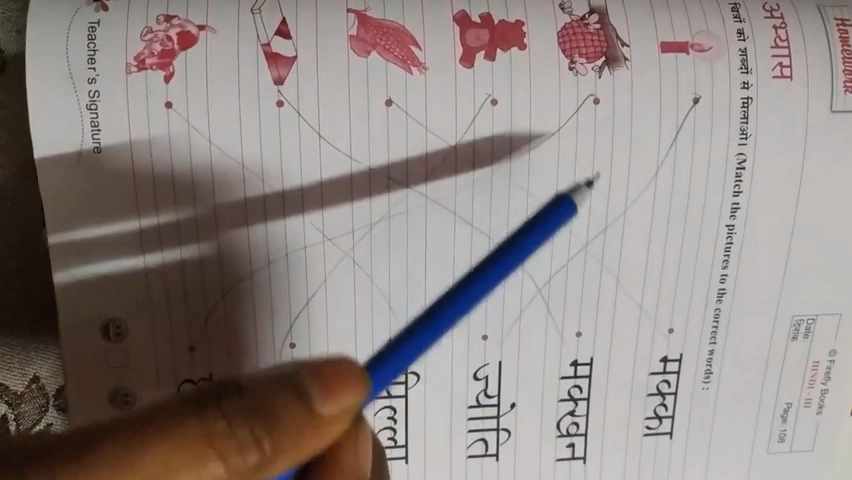 Homework
© Firefly Books
HINDI - III
Date:
दिनांक
Page: 108
अभ्यास
चित्रों को शब्दों से मिलाओ। (Match the pictures to the correct words) :
मक्का
मक्खन
ज्योति
Teacher's Signature